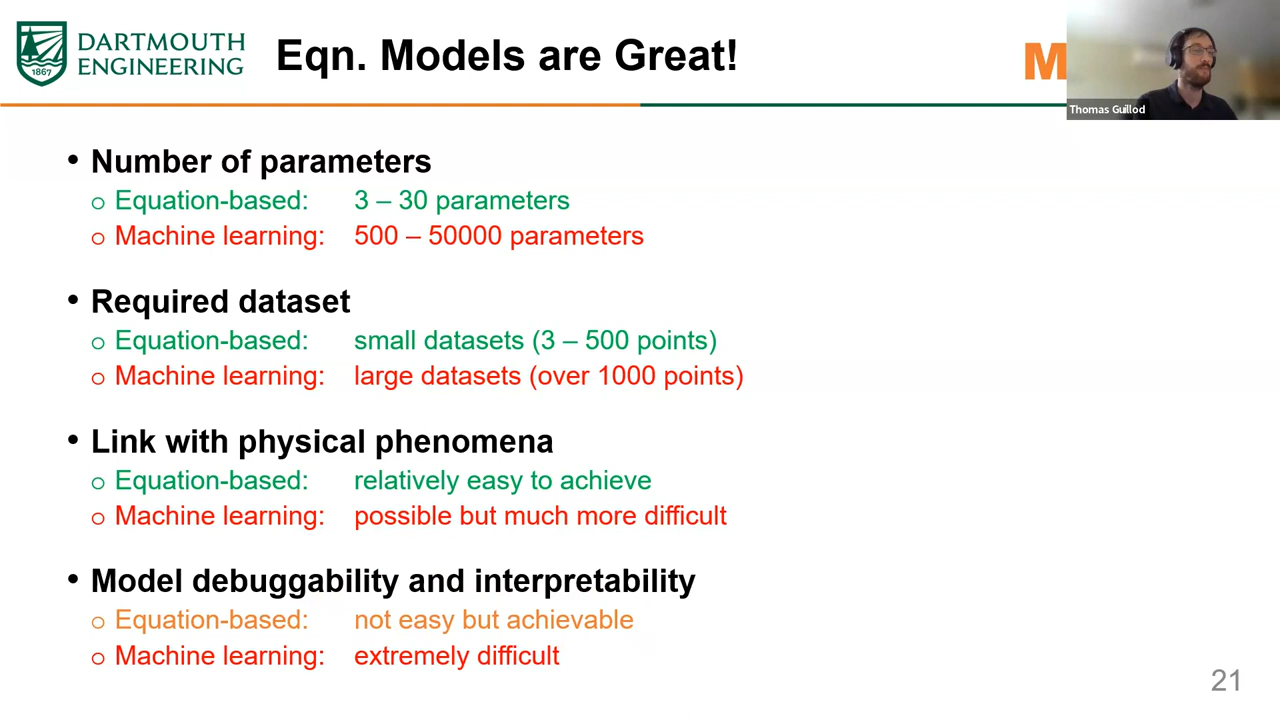 DARTMOUTH
ENGINEERING
1867
Eqn. Models are Great!
M
Thomas Guillod
• Number of parameters
o Equation-based: 3 – 30 parameters
o Machine learning: 500 – 50000 parameters
• Required dataset
o Equation-based: small datasets (3 – 500 points)
o Machine learning: large datasets (over 1000 points)
• Link with physical phenomena
o Equation-based: relatively easy to achieve
o Machine learning: possible but much more difficult
• Model debuggability and interpretability
o Equation-based: not easy but achievable
o Machine learning: extremely difficult
21